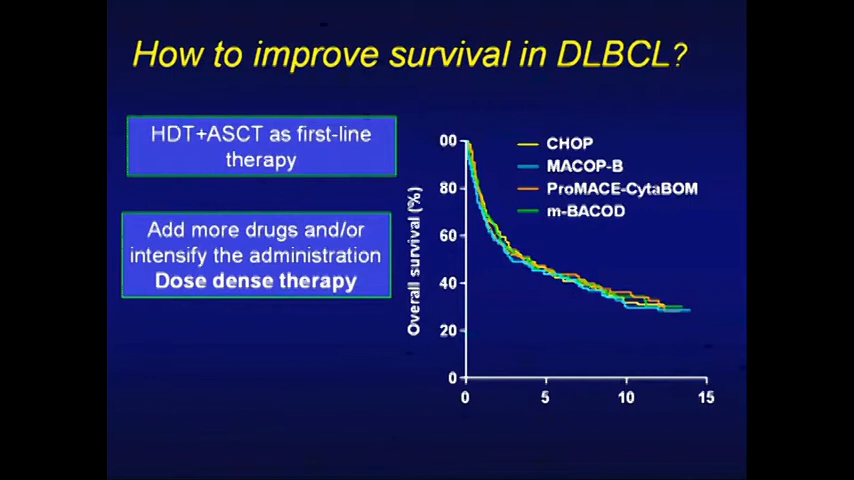 How to improve survival in DLBCL?
HDT+ASCT as first-line
therapy
Add more drugs and/or
intensify the administration
Dose dense therapy
Overall survival (%)
00
80
60
40
20
0
CHOP
MACOP-B
ProMACE-CytaBOM
m-BACOD
0
5
10
15